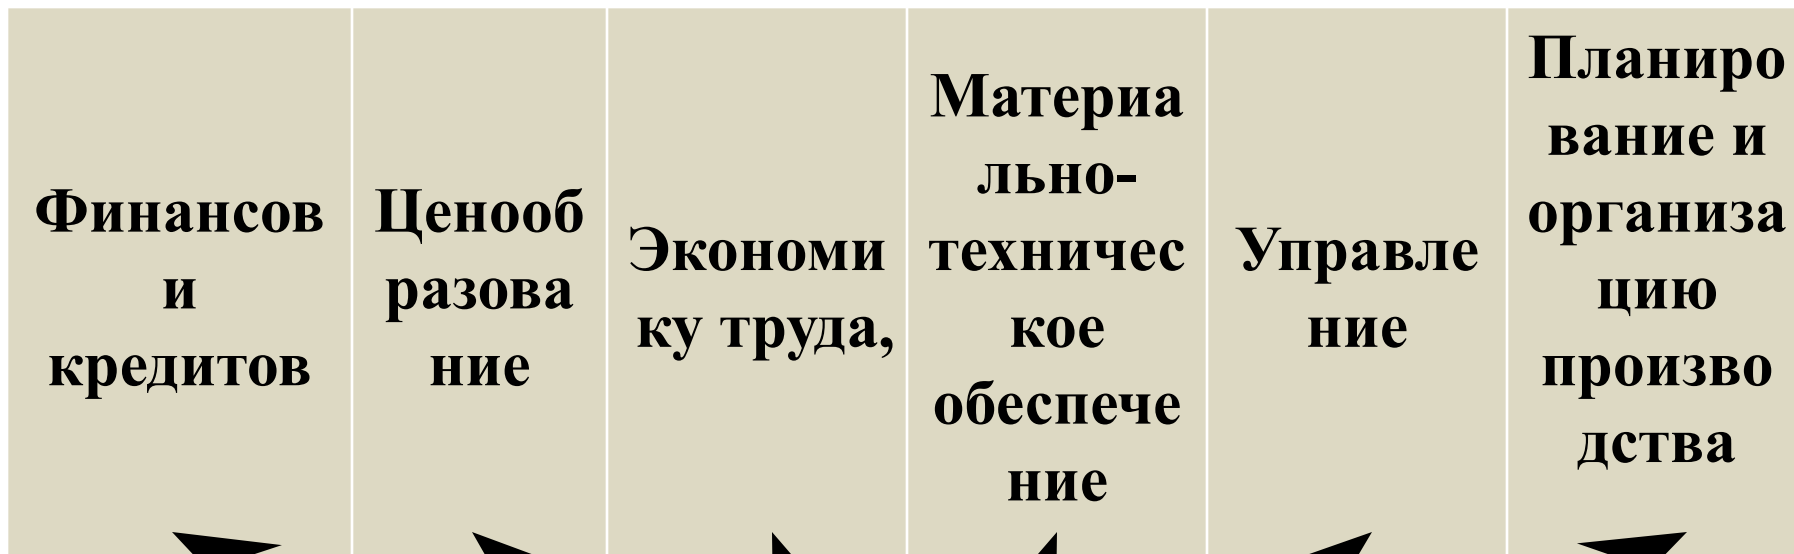 Финансов
и
кредитов
Ценооб
разова
ние
Экономи
ку труда,
Материа
льно-
техничес
кое
обеспече
ние
Управле
ние
Планиро
вание и
организа
цию
произво
дства